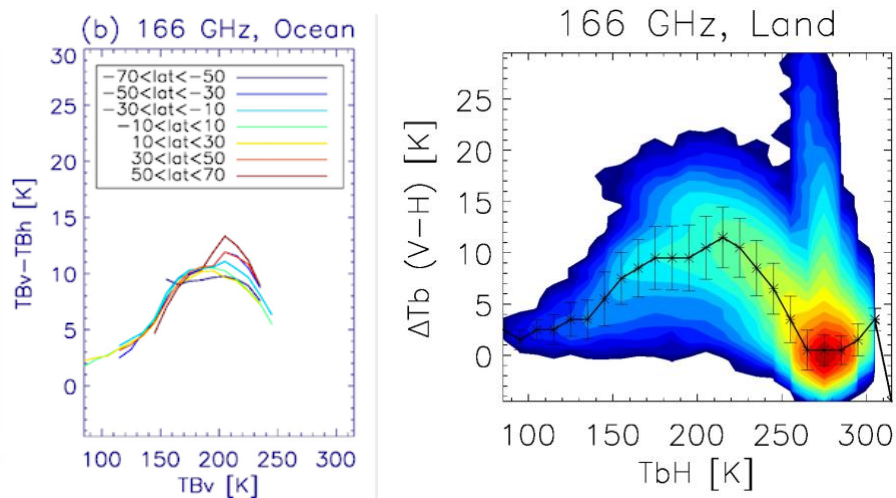 (b) 166 GHz, Ocean
30
25
20
15
10
5
0
TBv-TBh [K]
-70<lat<-50
-50<lat<-30
-30<lat<-10
-10<lat<10
10<lat<30
30<lat<50
50<lat<70
100 150 200 250 300
TBv [K]
166 GHz, Land
25
20
15
10
5
0
ΔTb (V-H) [K]
100 150 200 250 300
TbH [K]